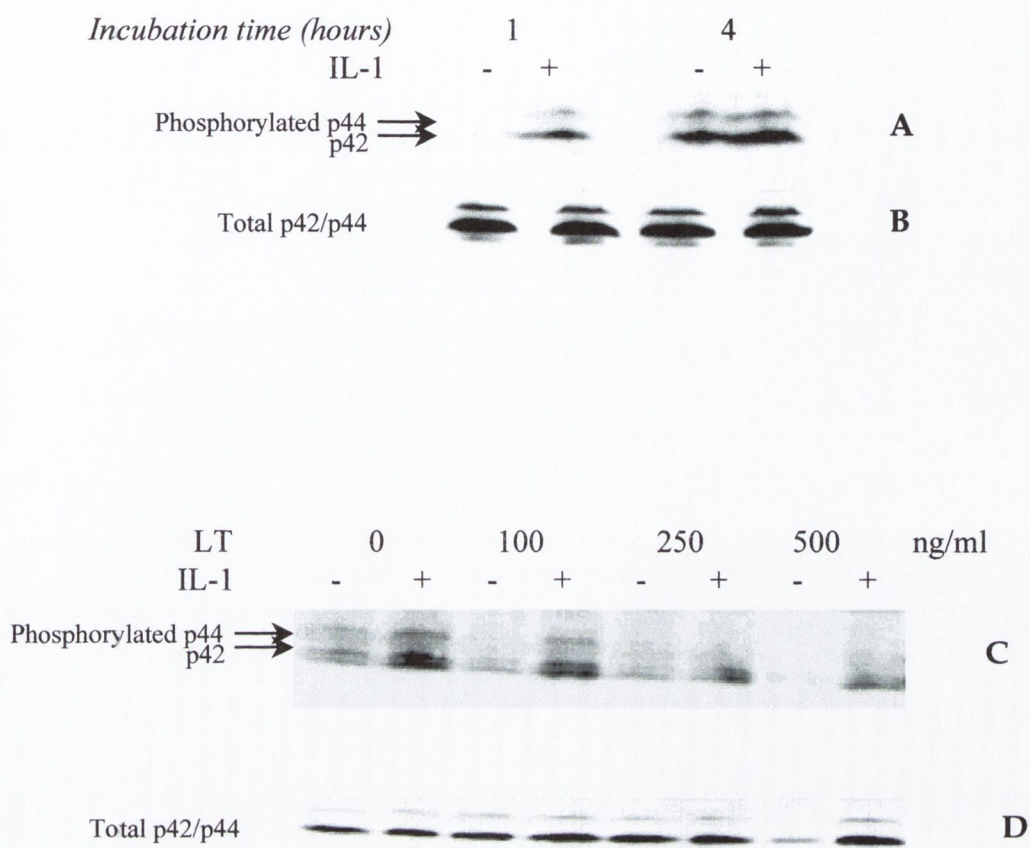 Incubation time (hours) 1 4
IL-1 - + - +
Phosphorylated p44
p42
A
Total p42/p44 B
LT 0 100 250 500 ng/ml
IL-1 - + - + - + - +
Phosphorylated p44
p42
C
Total p42/p44 D